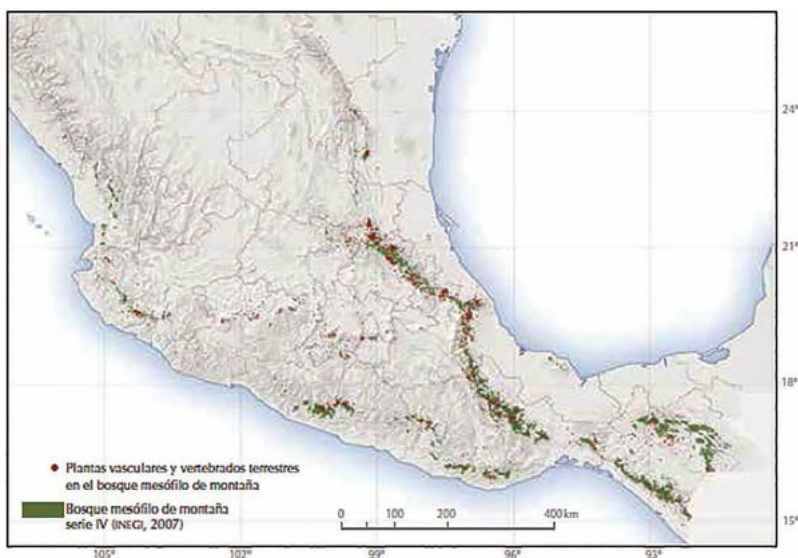 24°
21°
18°
15°
Plantas vasculares y vertebrados terrestres
en el bosque mesófilo de montaña
Bosque mesófilo de montaña
serie IV (INEGI, 2007)
0 100 200 400 km
105° 102° 99° 96° 93°